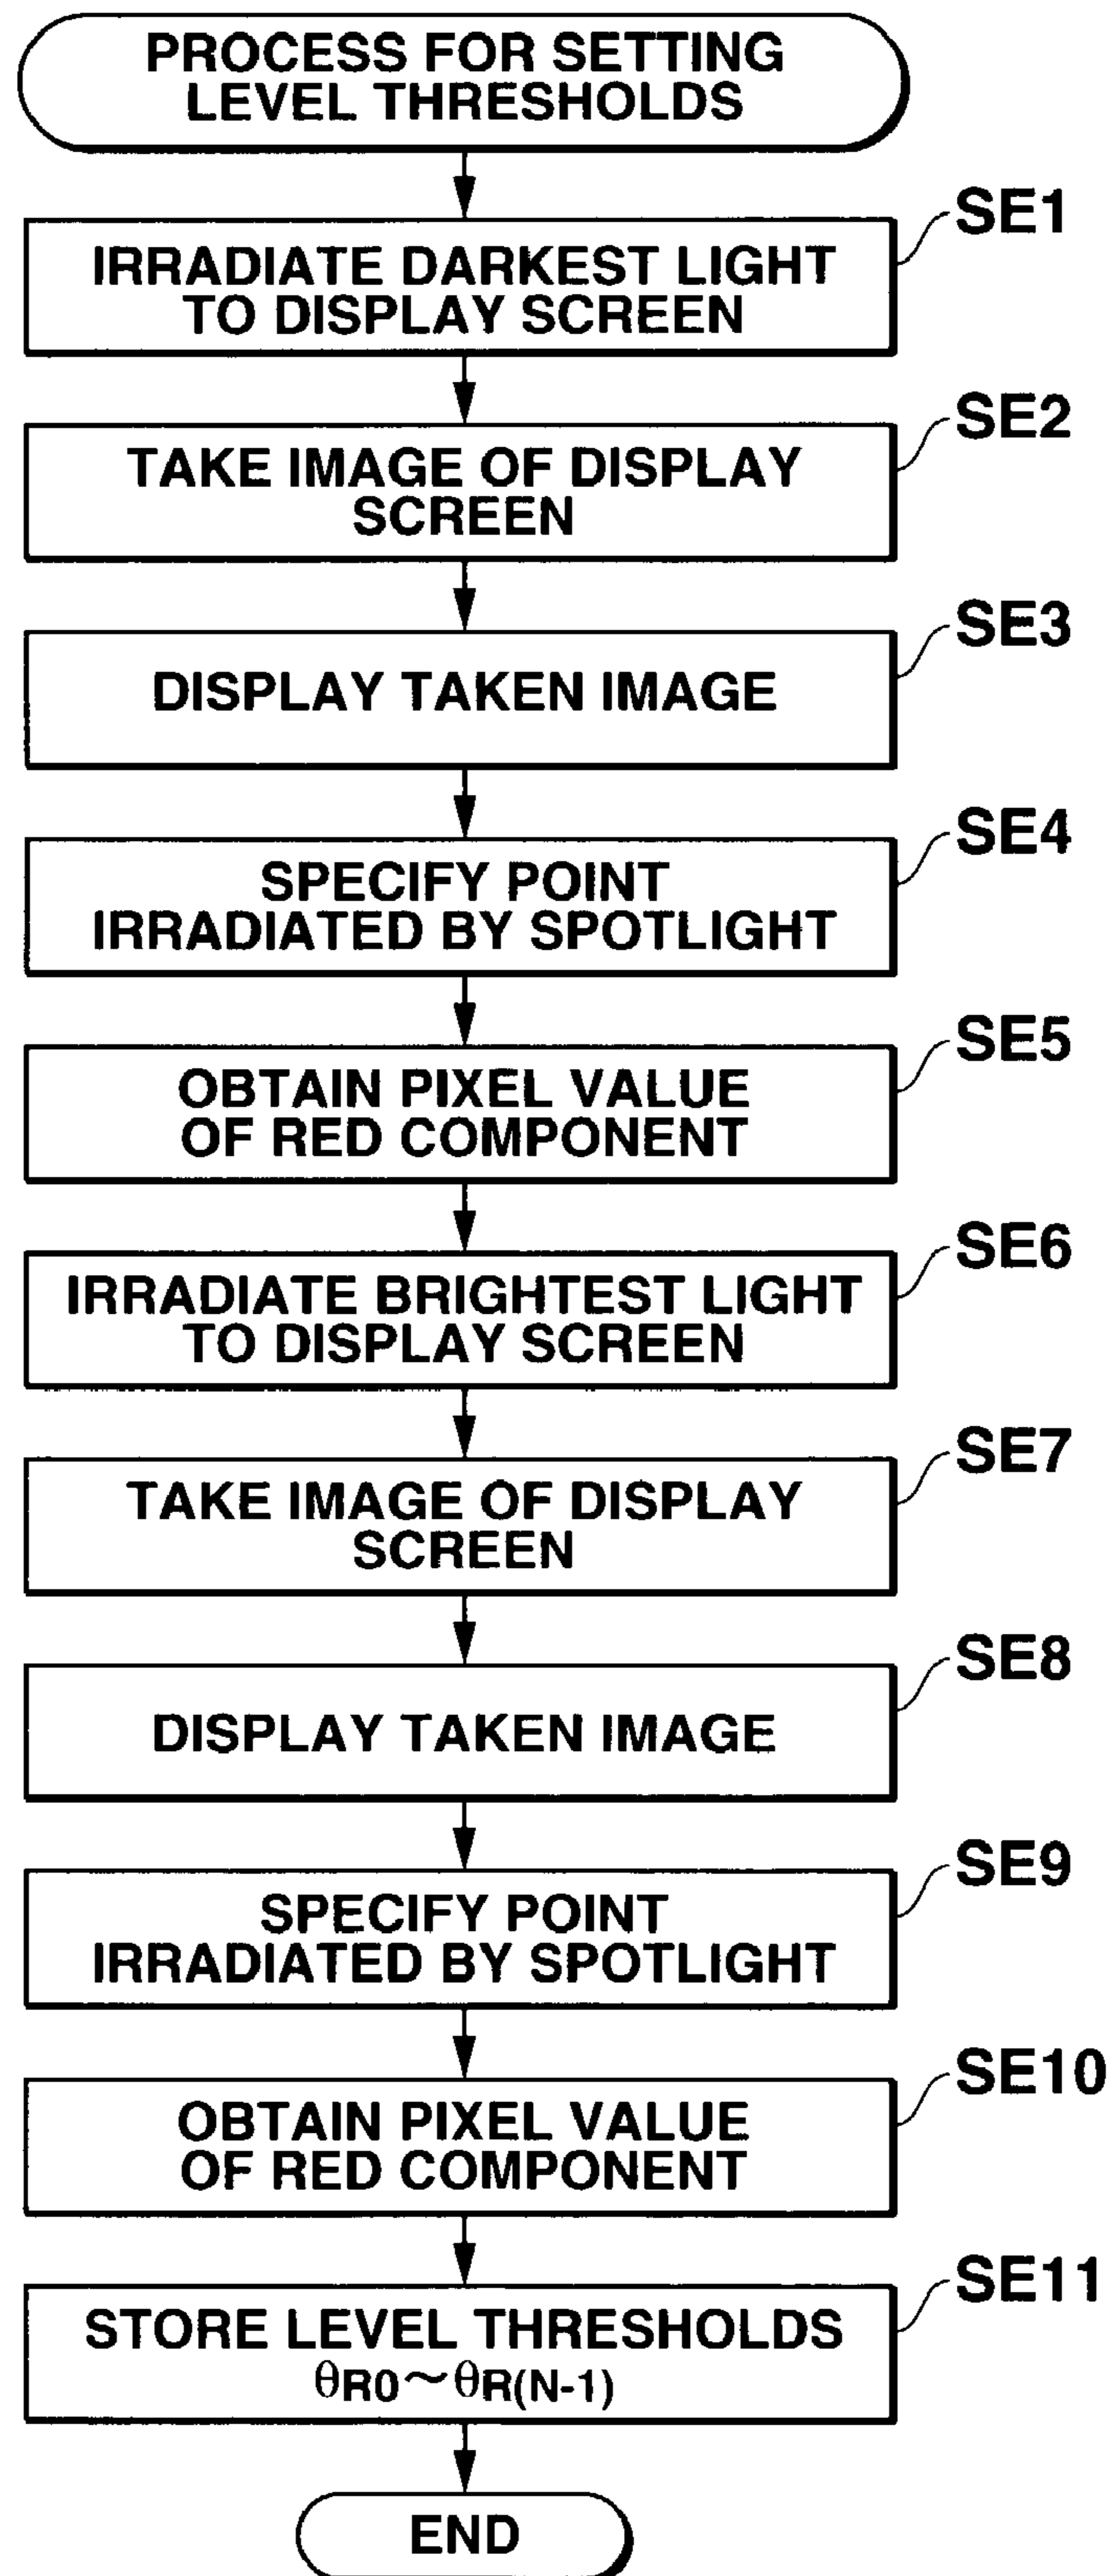 PROCESS FOR SETTING
LEVEL THRESHOLDS
SE1
IRRADIATE DARKEST LIGHT
TO DISPLAY SCREEN
SE2
TAKE IMAGE OF DISPLAY
SCREEN
SE3
DISPLAY TAKEN IMAGE
SE4
SPECIFY POINT
IRRADIATED BY SPOTLIGHT
SE5
OBTAIN PIXEL VALUE
OF RED COMPONENT
SE6
IRRADIATE BRIGHTEST LIGHT
TO DISPLAY SCREEN
SE7
TAKE IMAGE OF DISPLAY
SCREEN
SE8
DISPLAY TAKEN IMAGE
SE9
SPECIFY POINT
IRRADIATED BY SPOTLIGHT
SE10
OBTAIN PIXEL VALUE
OF RED COMPONENT
SE11
STORE LEVEL THRESHOLDS
θR0~θR(N-1)
END